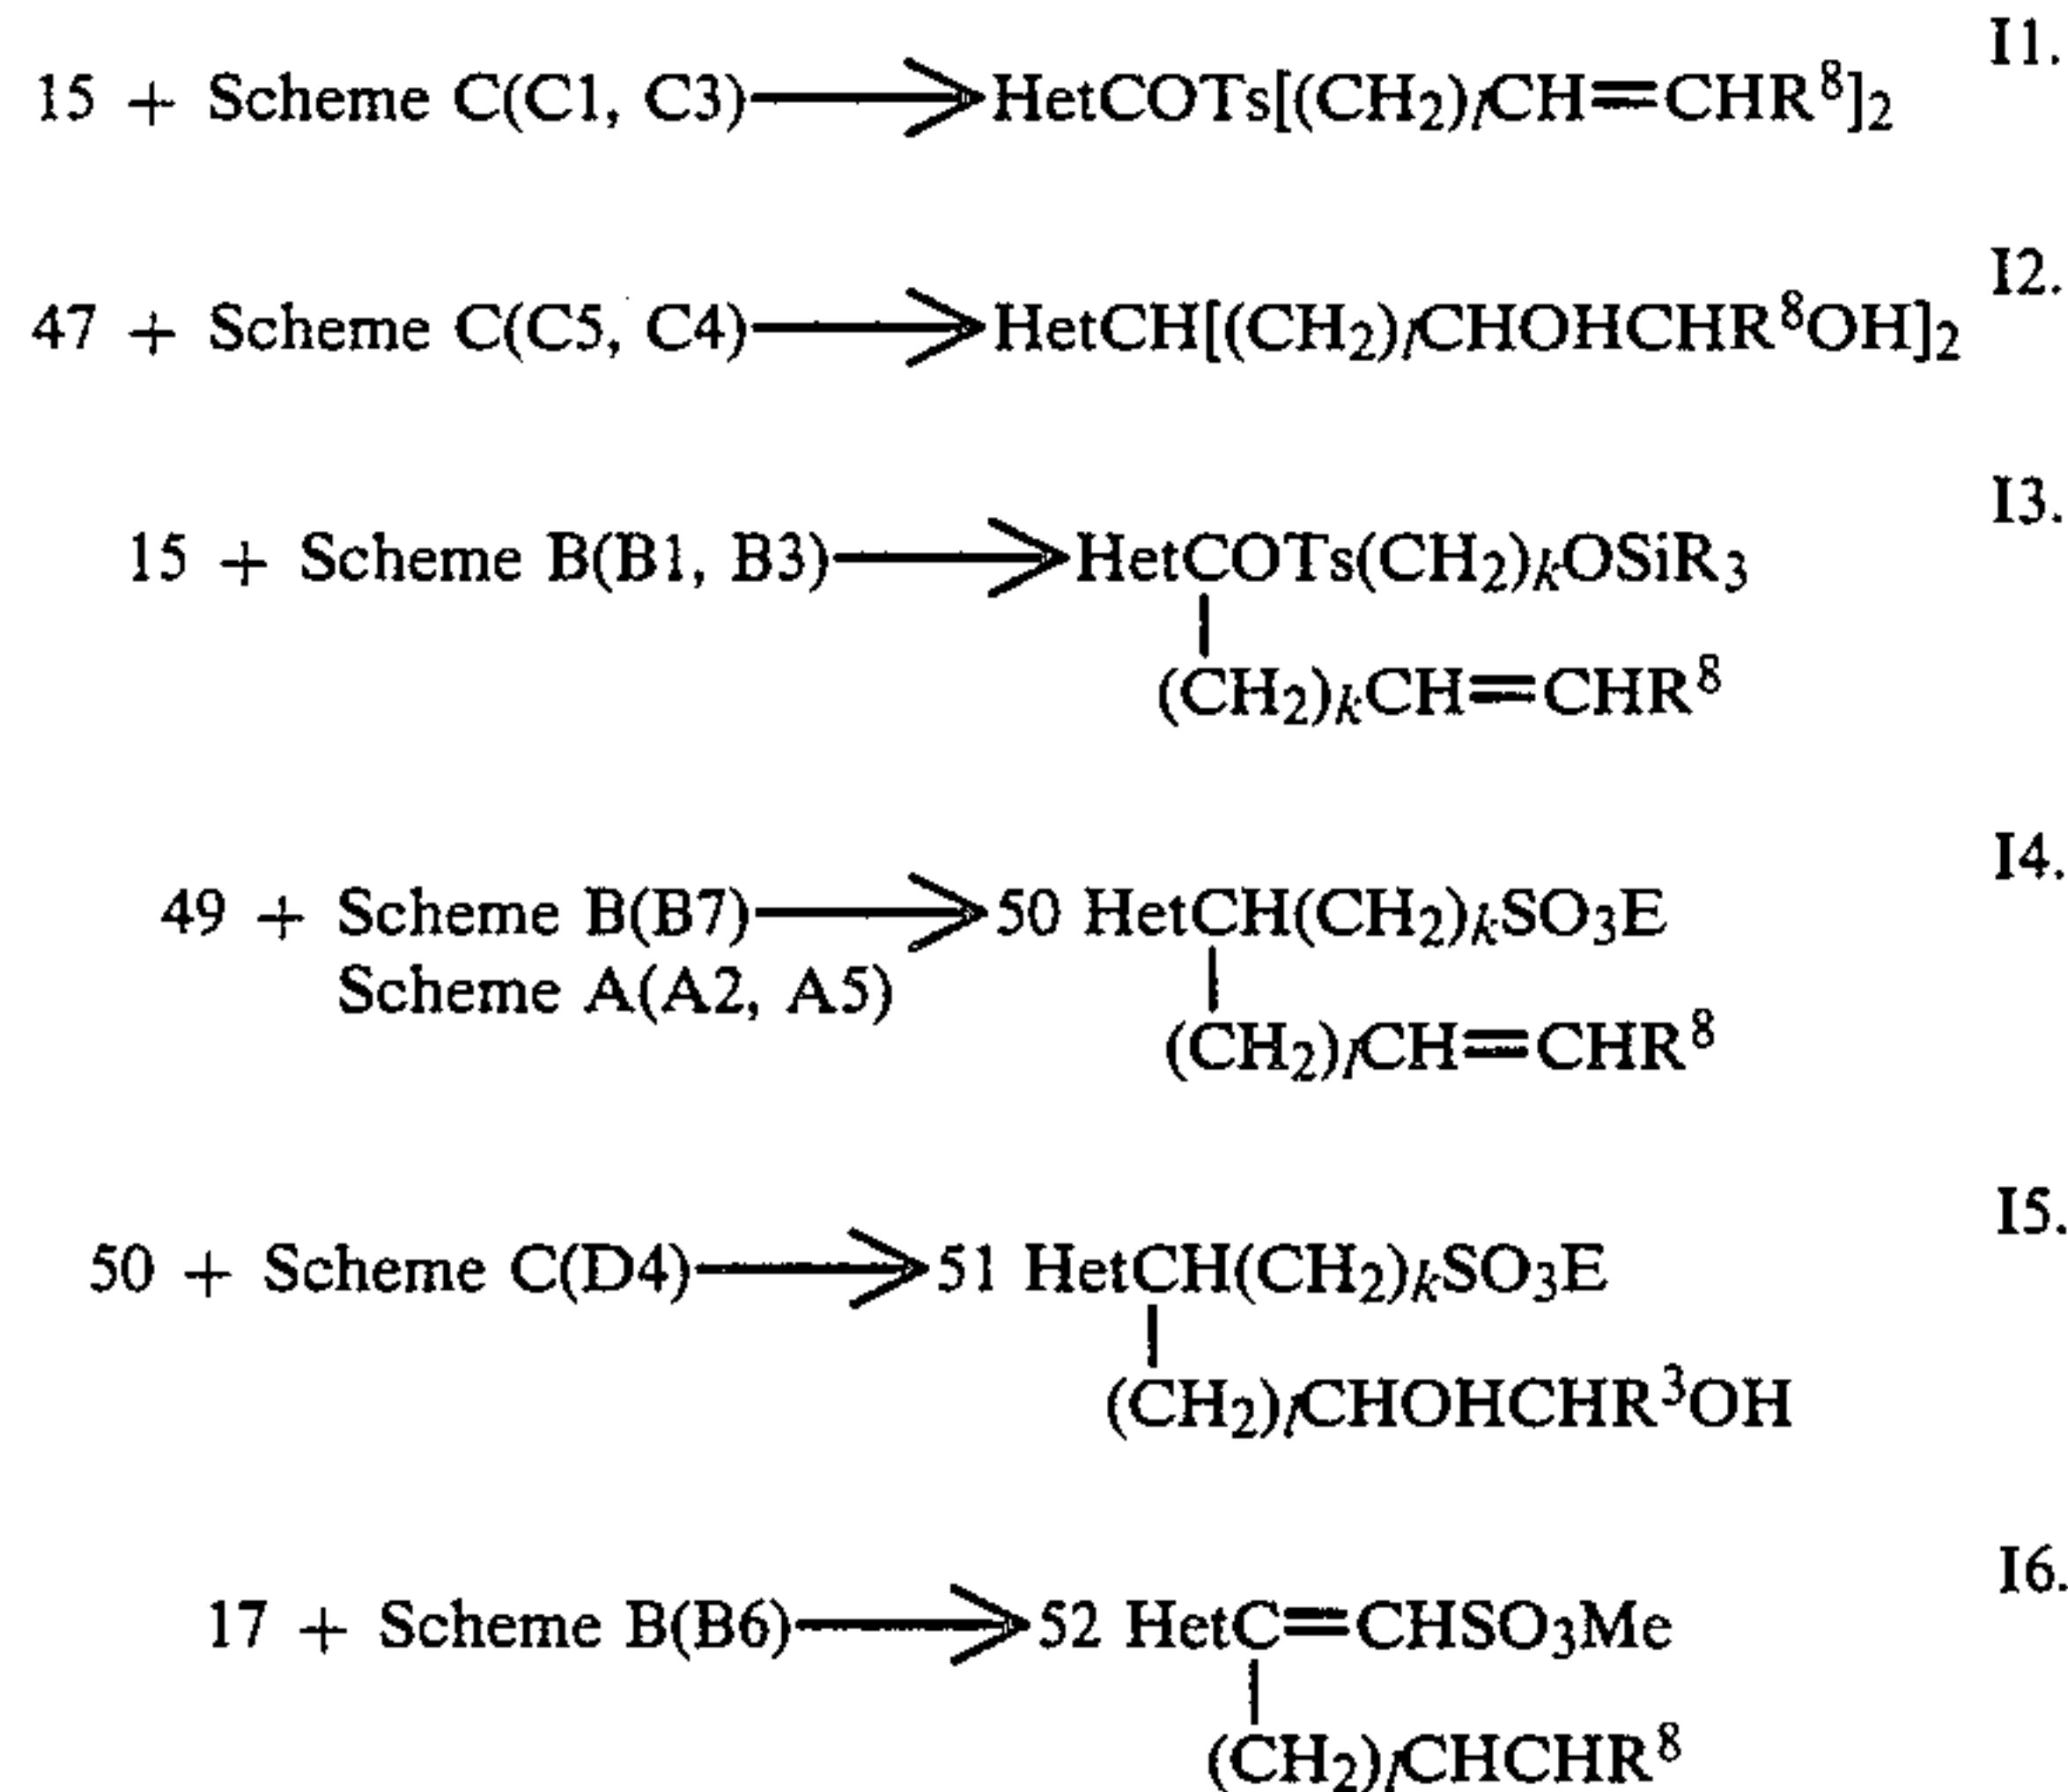 I1.
15 + Scheme C(C1, C3)⟶HetCOTs[(CH₂)ₗCH=CHR⁸]₂
I2.
47 + Scheme C(C5, C4)⟶HetCH[(CH₂)ₗCHOHCHR⁸OH]₂
I3.
15 + Scheme B(B1, B3)⟶HetCOTs(CH₂)ₖOSiR₃
(CH₂)ₖCH=CHR⁸
I4.
49 + Scheme B(B7)⟶50 HetCH(CH₂)ₖSO₃E
Scheme A(A2, A5)
(CH₂)ₗCH=CHR⁸
I5.
50 + Scheme C(D4)⟶51 HetCH(CH₂)ₖSO₃E
(CH₂)ₗCHOHCHR³OH
I6.
17 + Scheme B(B6)⟶52 HetC=CHSO₃Me
(CH₂)ₗCHCHR⁸